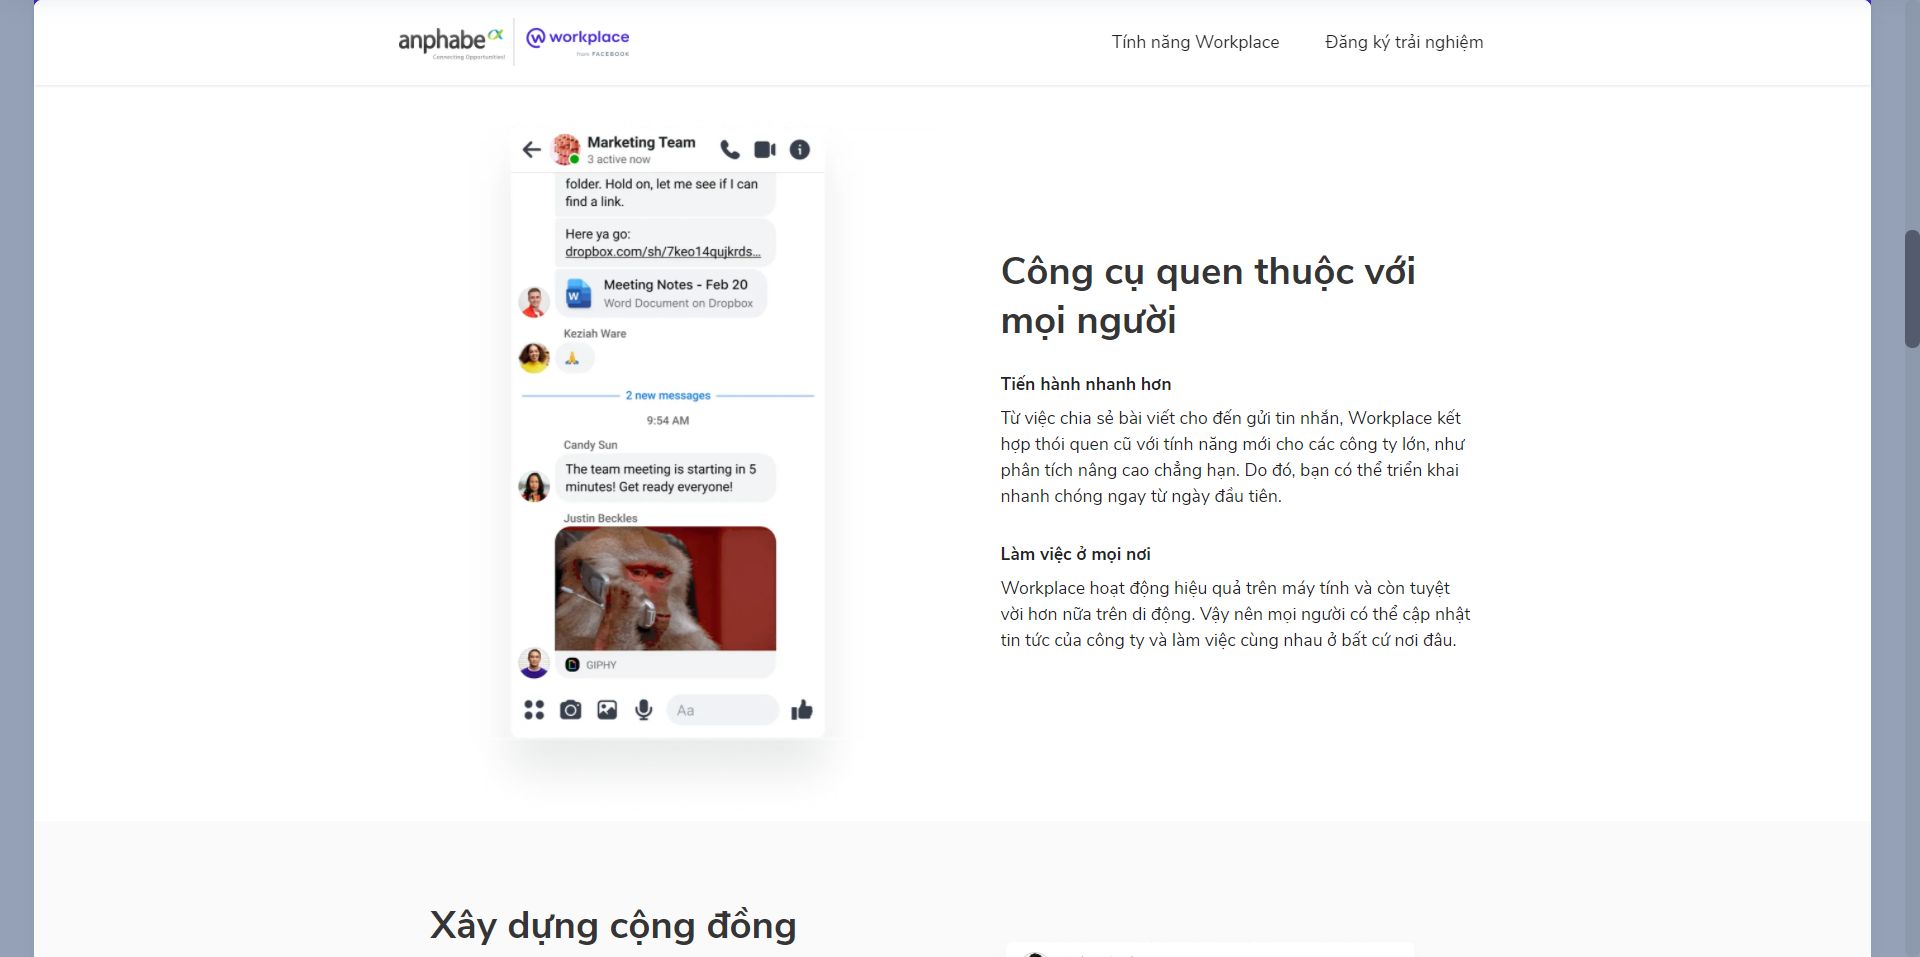 anphabe
Connecting Opportunities!
workplace
from FACEBOOK
Tính năng Workplace
Đăng ký trải nghiệm
Marketing Team
3 active now
folder. Hold on, let me see if I can
find a link.
Here ya go:
dropbox.com/sh/7keo14qujkrds...
W
Meeting Notes - Feb 20
Word Document on Dropbox
Keziah Ware
2 new messages
9:54 AM
Candy Sun
The team meeting is starting in 5
minutes! Get ready everyone!
Justin Beckles
GIPHY
Aa
Công cụ quen thuộc với
mọi người
Tiến hành nhanh hơn
Từ việc chia sẻ bài viết cho đến gửi tin nhắn, Workplace kết
hợp thói quen cũ với tính năng mới cho các công ty lớn, như
phân tích nâng cao chẳng hạn. Do đó, bạn có thể triển khai
nhanh chóng ngay từ ngày đầu tiên.
Làm việc ở mọi nơi
Workplace hoạt động hiệu quả trên máy tính và còn tuyệt
vời hơn nữa trên di động. Vậy nên mọi người có thể cập nhật
tin tức của công ty và làm việc cùng nhau ở bất cứ nơi đâu.
Xây dựng cộng đồng